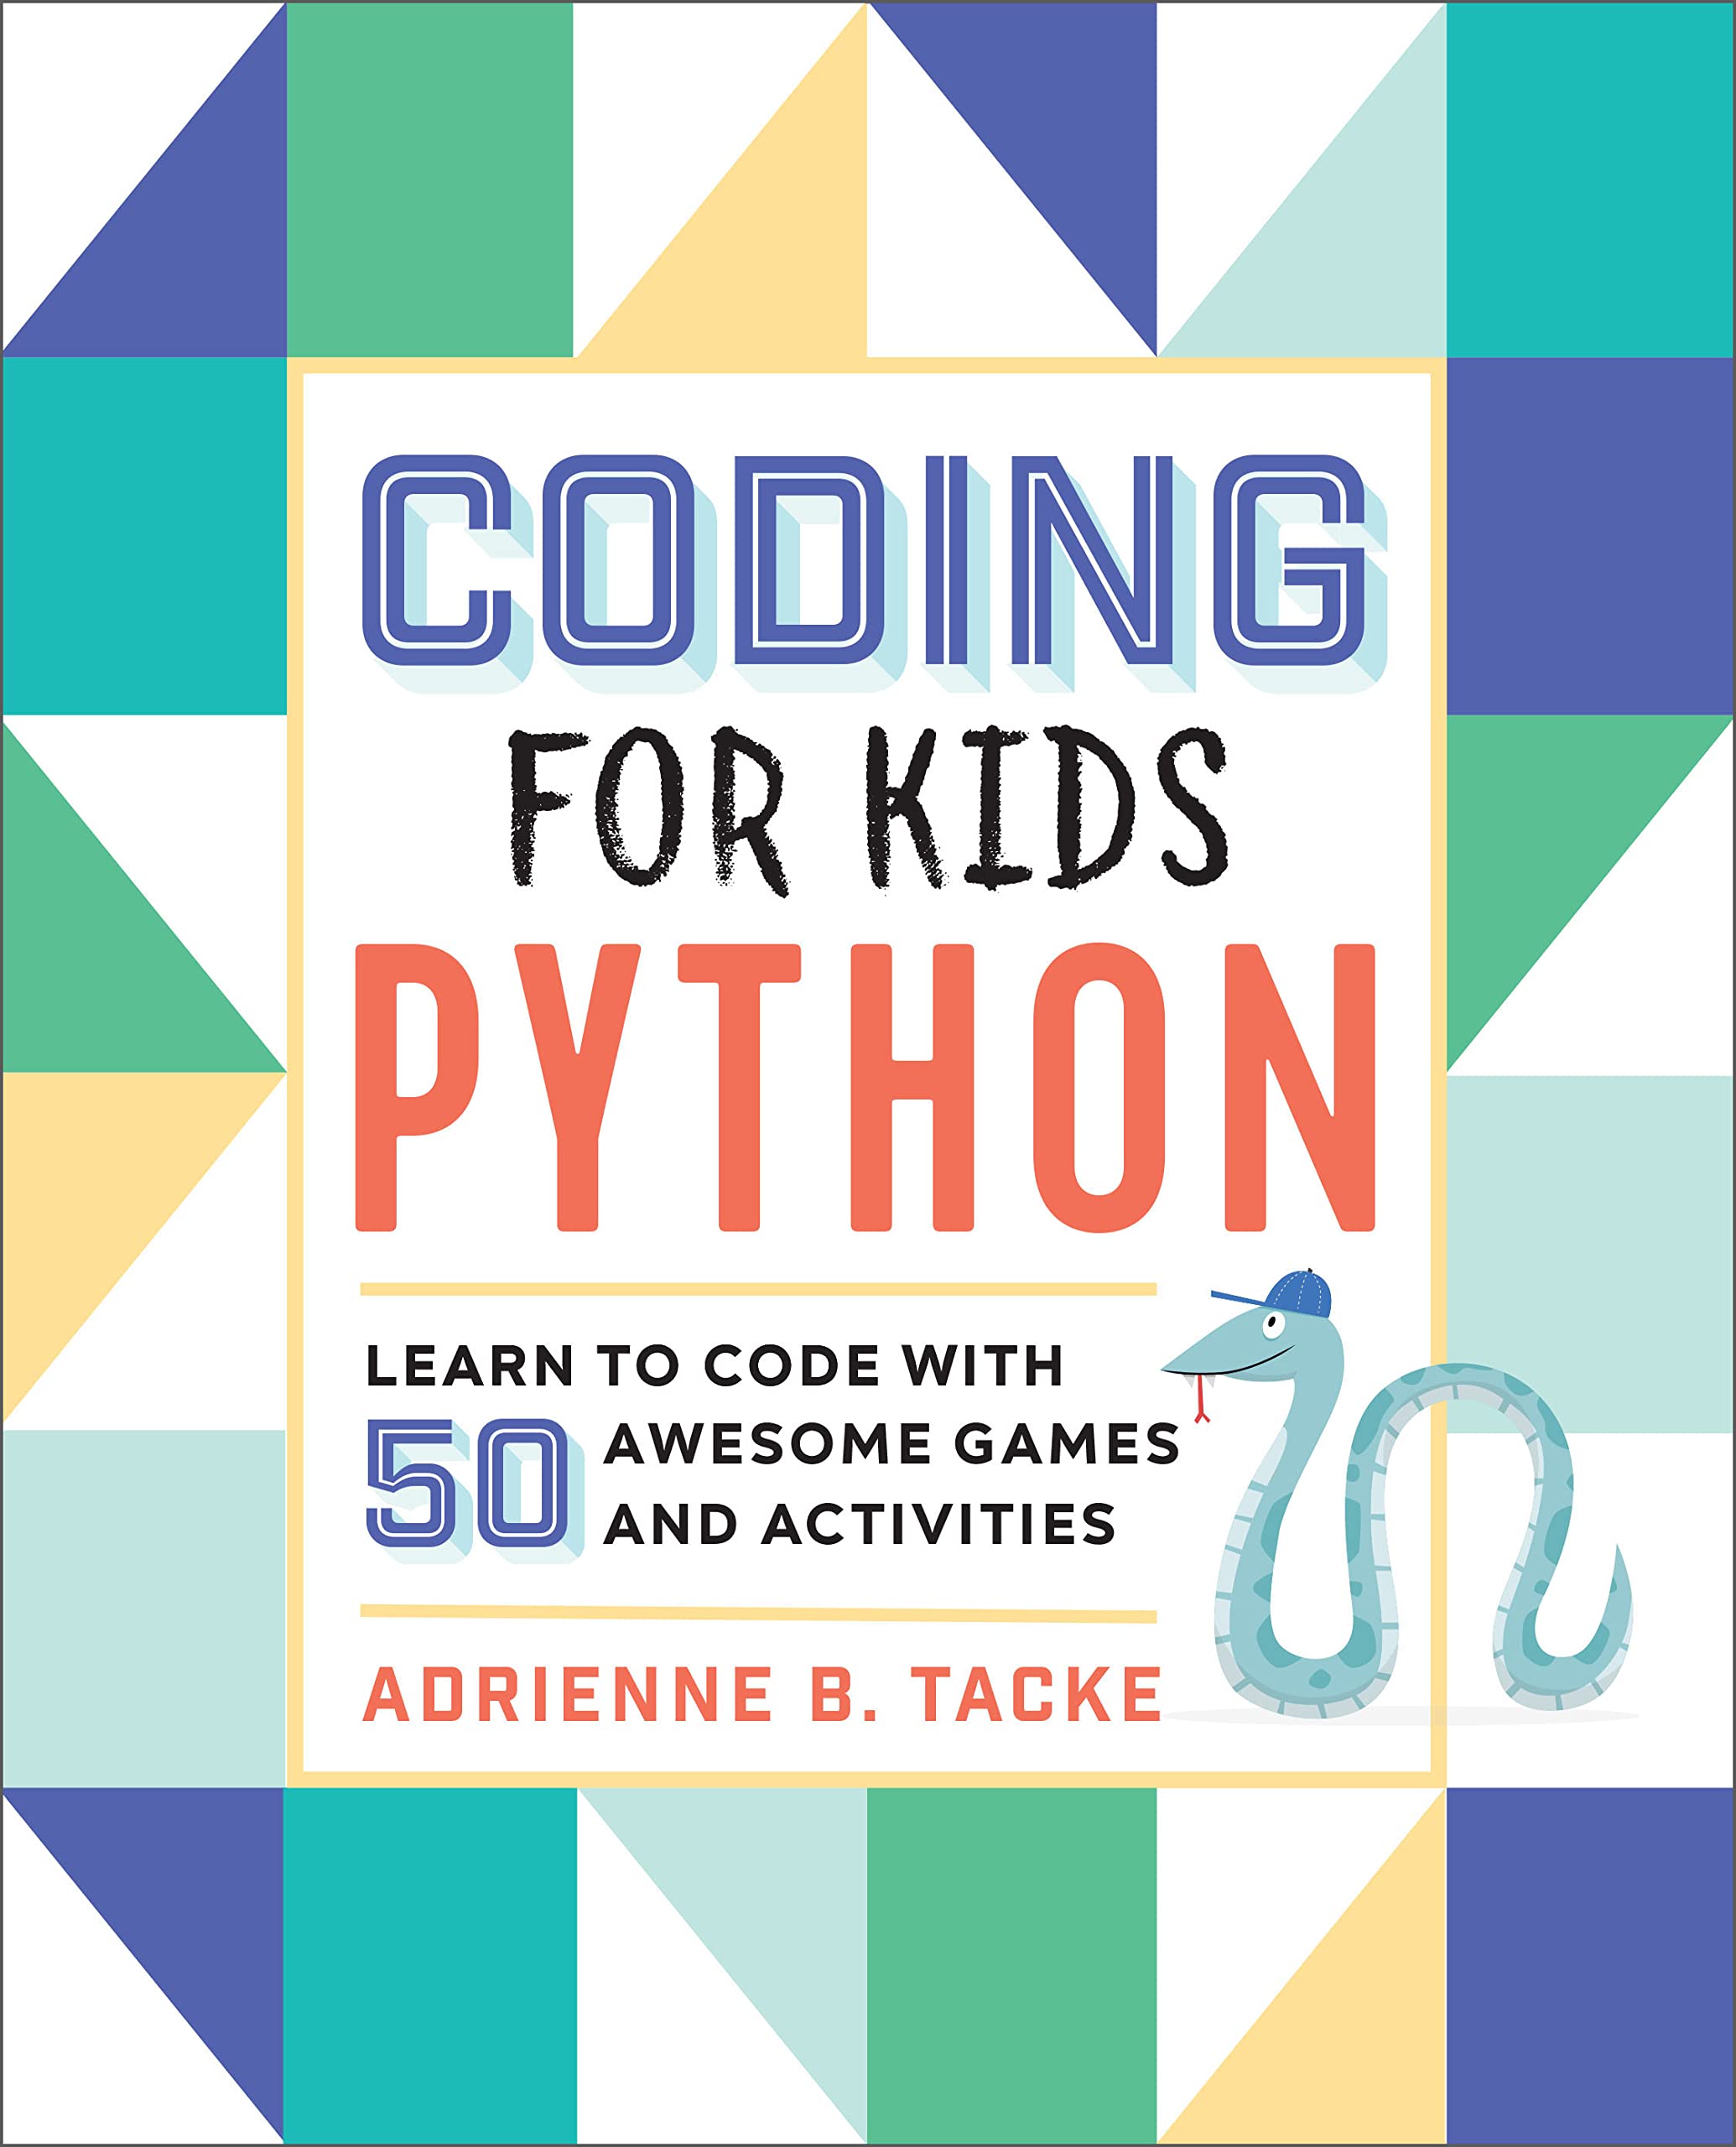 CODING
FOR KIDS
PYTHON
LEARN TO CODE WITH
50 AWESOME GAMES
AND ACTIVITIES
ADRIENNE B. TACKE